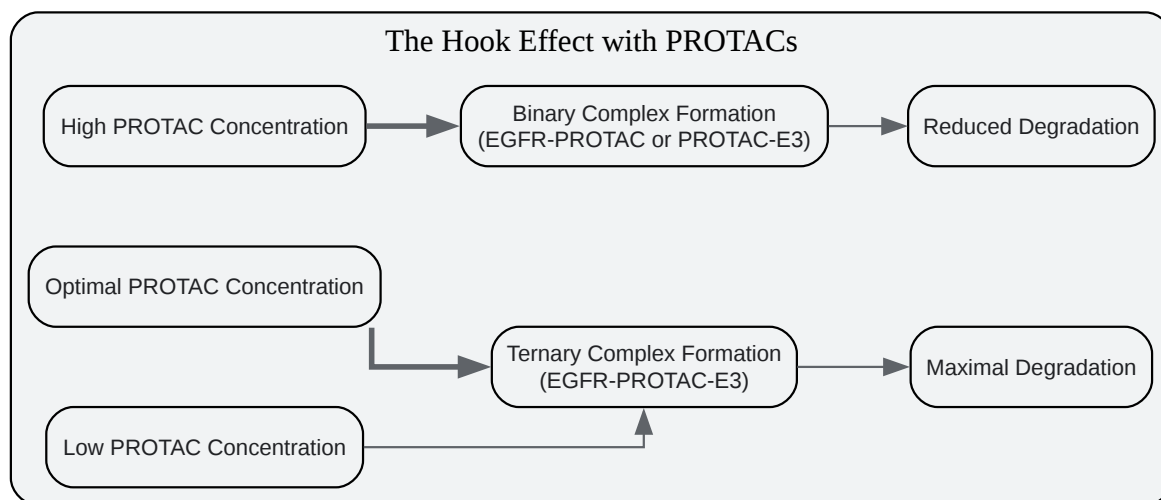 The Hook Effect with PROTACs
High PROTAC Concentration
Binary Complex Formation
(EGFR-PROTAC or PROTAC-E3)
Reduced Degradation
Optimal PROTAC Concentration
Ternary Complex Formation
(EGFR-PROTAC-E3)
Maximal Degradation
Low PROTAC Concentration